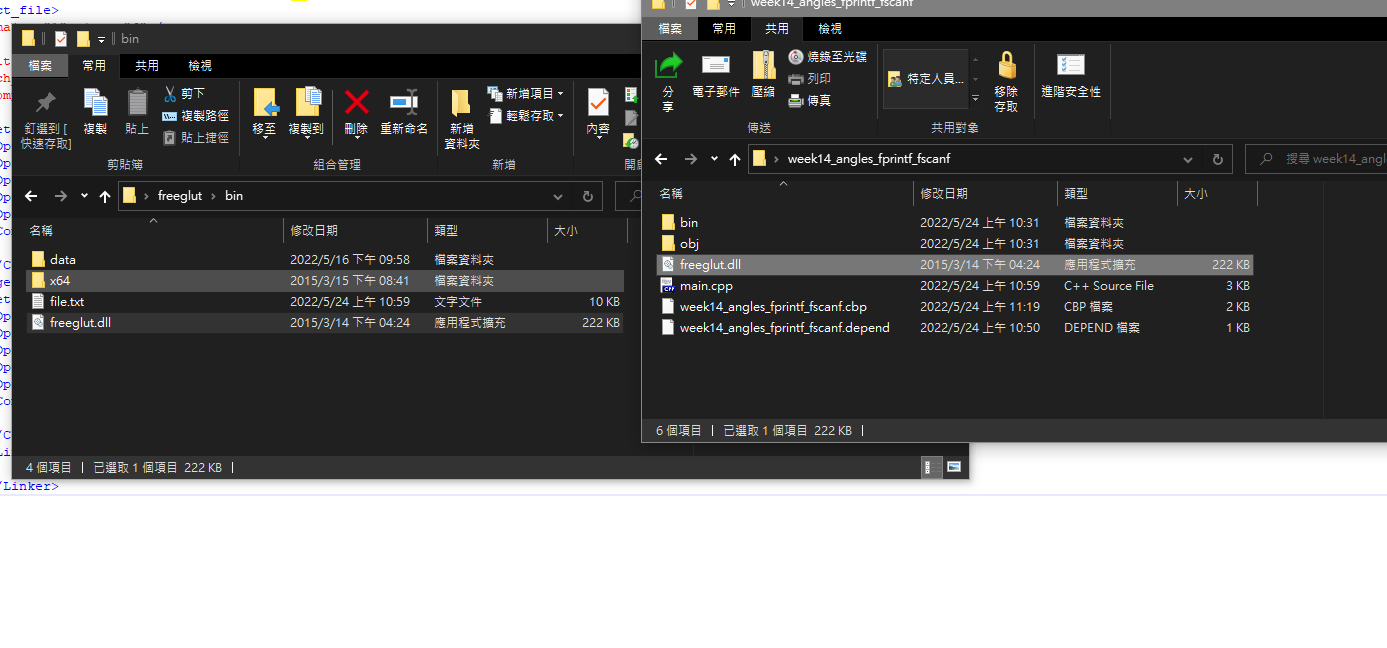 ct_file>
bin
檔案 常用 共用 檢視
釘選到 [
快速存取]
複製
貼上
剪下
複製路徑
貼上捷徑
剪貼簿
移至
複製到
刪除
重新命名
組合管理
新增
資料夾
新增項目
輕鬆存取
新增
內容
freeglut › bin
名稱 修改日期 類型 大小
data 2022/5/16 下午 09:58 檔案資料夾
x64 2015/3/15 下午 08:41 檔案資料夾
file.txt 2022/5/24 上午 10:59 文字文件 10 KB
freeglut.dll 2015/3/14 下午 04:24 應用程式擴充 222 KB
4 個項目 | 已選取 1 個項目 222 KB |
/Linker>
week14_angles_fprintf_fscanf
檔案 常用 共用 檢視
分
享
電子郵件
壓縮
燒錄至光碟
列印
傳真
傳送
特定人員...
移除
存取
共用對象
進階安全性
› week14_angles_fprintf_fscanf
搜尋 week14_angl
名稱 修改日期 類型 大小
bin 2022/5/24 上午 10:31 檔案資料夾
obj 2022/5/24 上午 10:31 檔案資料夾
freeglut.dll 2015/3/14 下午 04:24 應用程式擴充 222 KB
main.cpp 2022/5/24 上午 10:59 C++ Source File 3 KB
week14_angles_fprintf_fscanf.cbp 2022/5/24 上午 11:19 CBP 檔案 2 KB
week14_angles_fprintf_fscanf.depend 2022/5/24 上午 10:50 DEPEND 檔案 1 KB
6 個項目 | 已選取 1 個項目 222 KB |